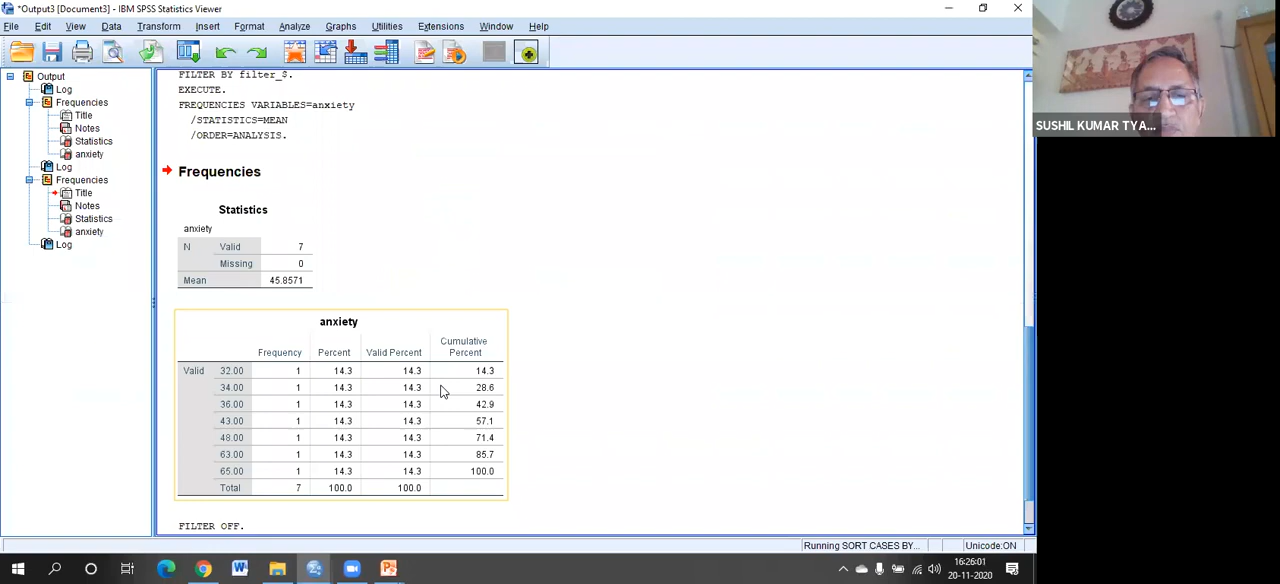 *Output3 [Document3] - IBM SPSS Statistics Viewer
File Edit View Data Transform Insert Format Analyze Graphs Utilities Extensions Window Help
Output
Log
Frequencies
Title
Notes
Statistics
anxiety
Log
Frequencies
Title
Notes
Statistics
anxiety
Log
FILTER BY filter_$.
EXECUTE.
FREQUENCIES VARIABLES=anxiety
/STATISTICS=MEAN
/ORDER=ANALYSIS.
Frequencies
Statistics
anxiety
N Valid 7
Missing 0
Mean 45.8571
anxiety
Frequency Percent Valid Percent Cumulative Percent
Valid 32.00 1 14.3 14.3 14.3
34.00 1 14.3 14.3 28.6
36.00 1 14.3 14.3 42.9
43.00 1 14.3 14.3 57.1
48.00 1 14.3 14.3 71.4
63.00 1 14.3 14.3 85.7
65.00 1 14.3 14.3 100.0
Total 7 100.0 100.0
FILTER OFF.
SUSHIL KUMAR TYA...
Running SORT CASES BY... Unicode:ON
16:26:01
20-11-2020